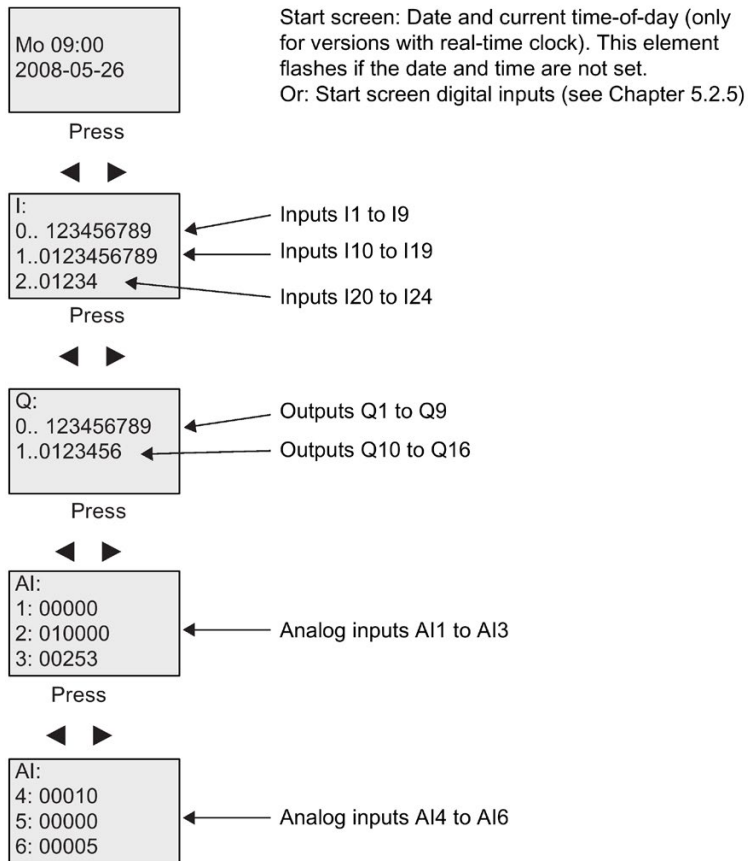 Mo 09:00
2008-05-26
Start screen: Date and current time-of-day (only
for versions with real-time clock). This element
flashes if the date and time are not set.
Or: Start screen digital inputs (see Chapter 5.2.5)
Press
I:
0.. 123456789
1..0123456789
2..01234
Inputs I1 to I9
Inputs I10 to I19
Inputs I20 to I24
Press
Q:
0.. 123456789
1..0123456
Outputs Q1 to Q9
Outputs Q10 to Q16
Press
AI:
1: 00000
2: 010000
3: 00253
Analog inputs AI1 to AI3
Press
AI:
4: 00010
5: 00000
6: 00005
Analog inputs AI4 to AI6